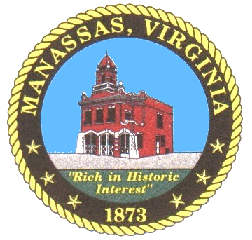 MANASSAS, VIRGINIA
"Rich in Historic
Interest"
1873